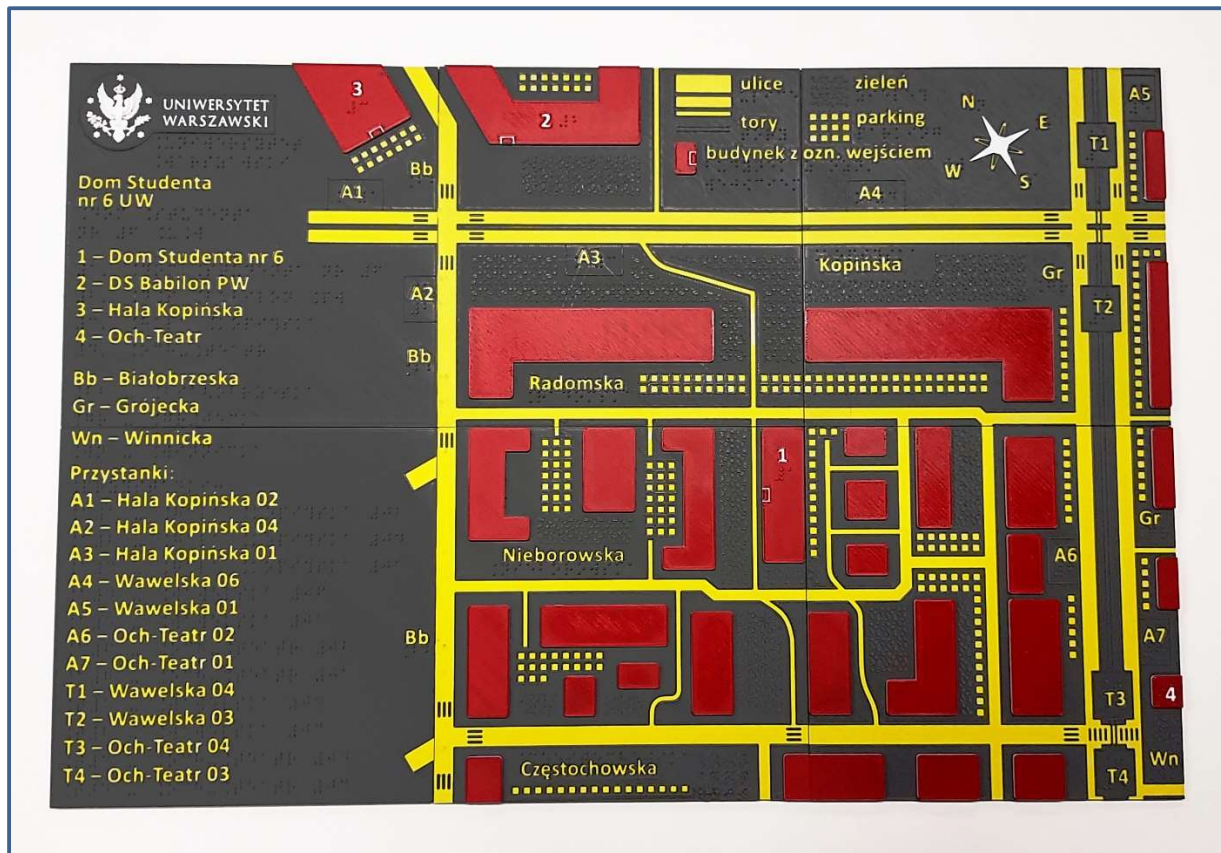 UNIWERSYTET
WARSZAWSKI
Dom Studenta
nr 6 UW
1 – Dom Studenta nr 6
2 – DS Babilon PW
3 – Hala Kopińska
4 – Och-Teatr
Bb – Białobrzeska
Gr – Grójecka
Wn – Winnicka
Przystanki:
A1 – Hala Kopińska 02
A2 – Hala Kopińska 04
A3 – Hala Kopińska 01
A4 – Wawelska 06
A5 – Wawelska 01
A6 – Och-Teatr 02
A7 – Och-Teatr 01
T1 – Wawelska 04
T2 – Wawelska 03
T3 – Och-Teatr 04
T4 – Och-Teatr 03
3
2
Bb
A1
ulice
tory
budynek z ozn. wejściem
zieleń
parking
N
E
W
S
A4
T1
A5
A3
Kopińska
Gr
A2
T2
Bb
Radomska
1
Nieborowska
Gr
A6
Bb
A7
T3
4
Częstochowska
Wn
T4